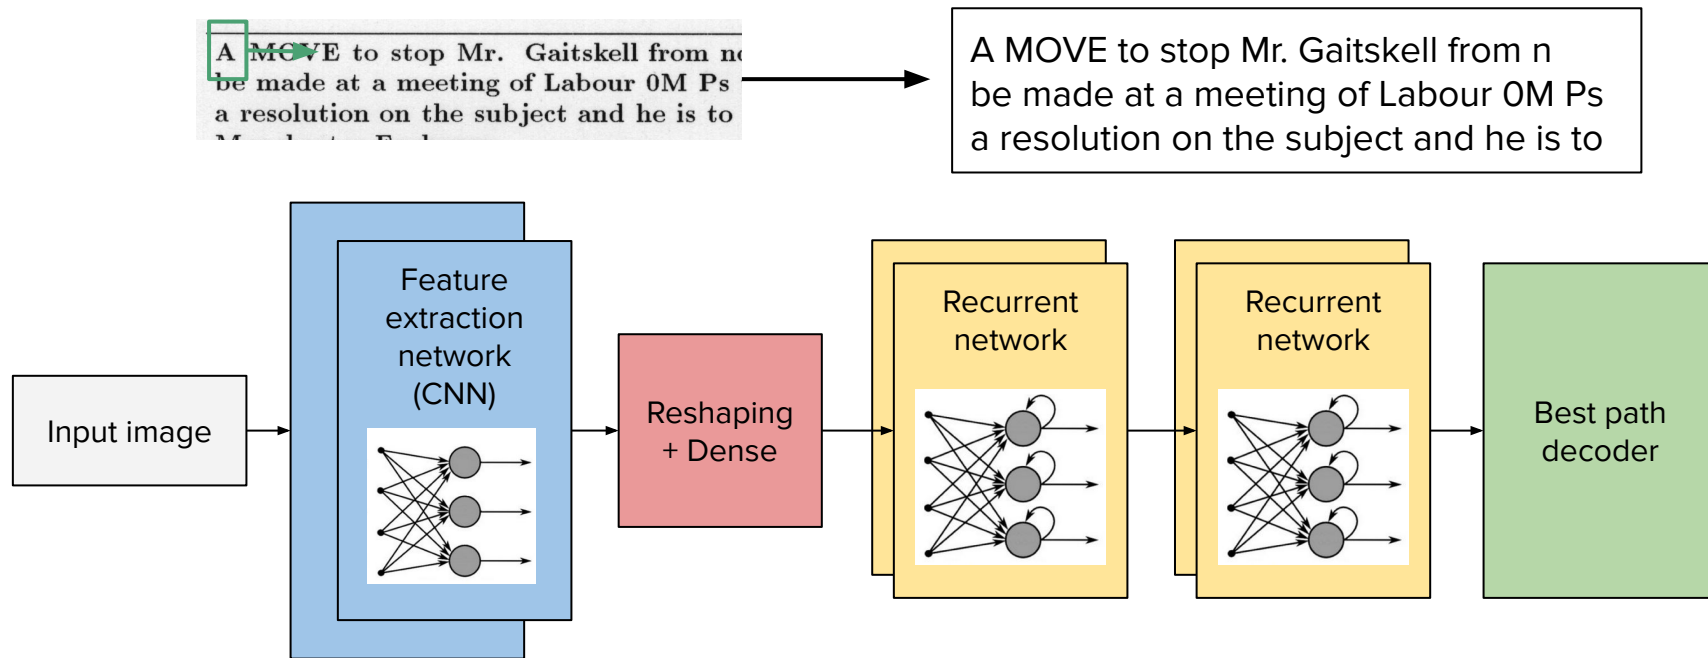 A MOVE to stop Mr. Gaitskell from
be made at a meeting of Labour 0M Ps
a resolution on the subject and he is to
A MOVE to stop Mr. Gaitskell from n
be made at a meeting of Labour 0M Ps
a resolution on the subject and he is to
Input image
Feature
extraction
network
(CNN)
Reshaping
+ Dense
Recurrent
network
Recurrent
network
Best path
decoder